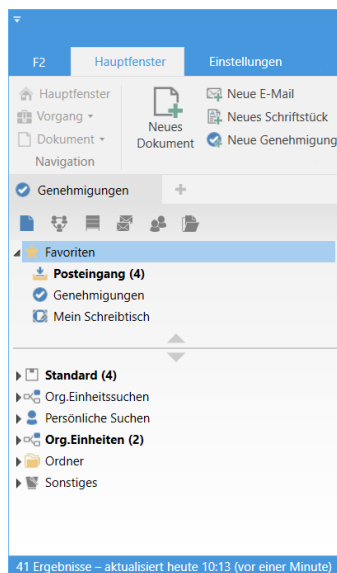 F2 Hauptfenster Einstellungen
Hauptfenster
Vorgang
Dokument
Navigation
Neues
Dokument
Neue E-Mail
Neues Schriftstück
Neue Genehmigung
Genehmigungen
Favoriten
Posteingang (4)
Genehmigungen
Mein Schreibtisch
Standard (4)
Org.Einheitssuchen
Persönliche Suchen
Org.Einheiten (2)
Ordner
Sonstiges
41 Ergebnisse – aktualisiert heute 10:13 (vor einer Minute)